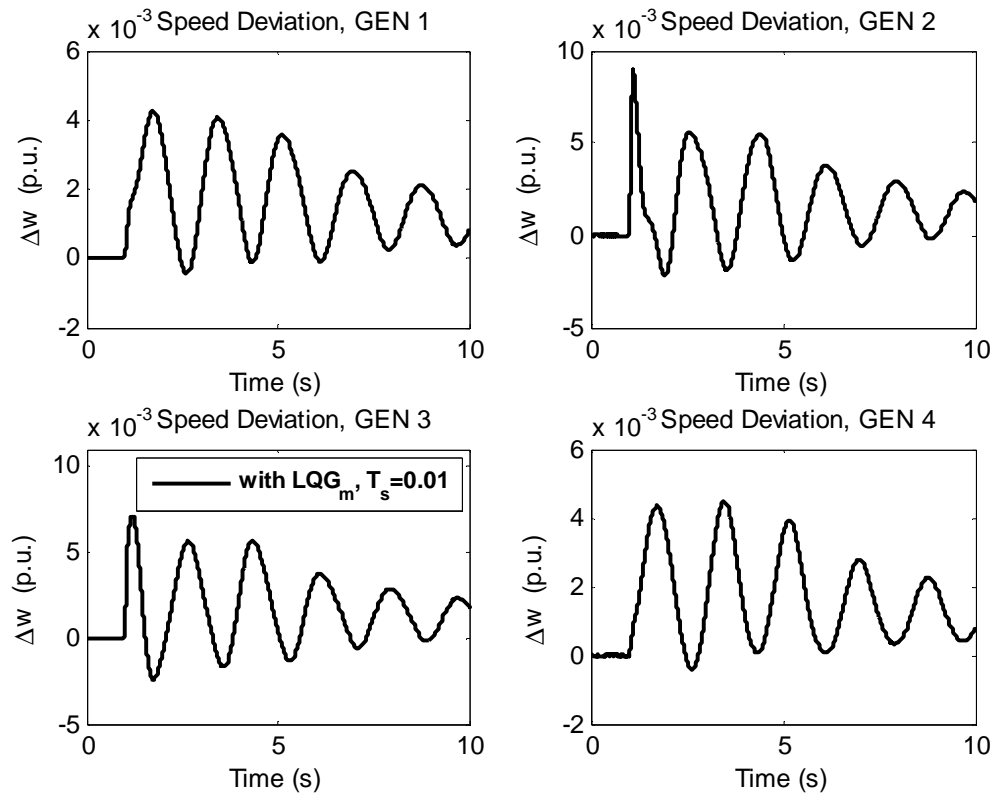 x 10-3 Speed Deviation, GEN 1
6
4
2
0
-2
Δw (p.u.)
0 5 10
Time (s)
x 10-3 Speed Deviation, GEN 2
10
5
0
-5
Δw (p.u.)
0 5 10
Time (s)
x 10-3 Speed Deviation, GEN 3
10
5
0
-5
Δw (p.u.)
with LQGm, Ts=0.01
0 5 10
Time (s)
x 10-3 Speed Deviation, GEN 4
6
4
2
0
-2
Δw (p.u.)
0 5 10
Time (s)